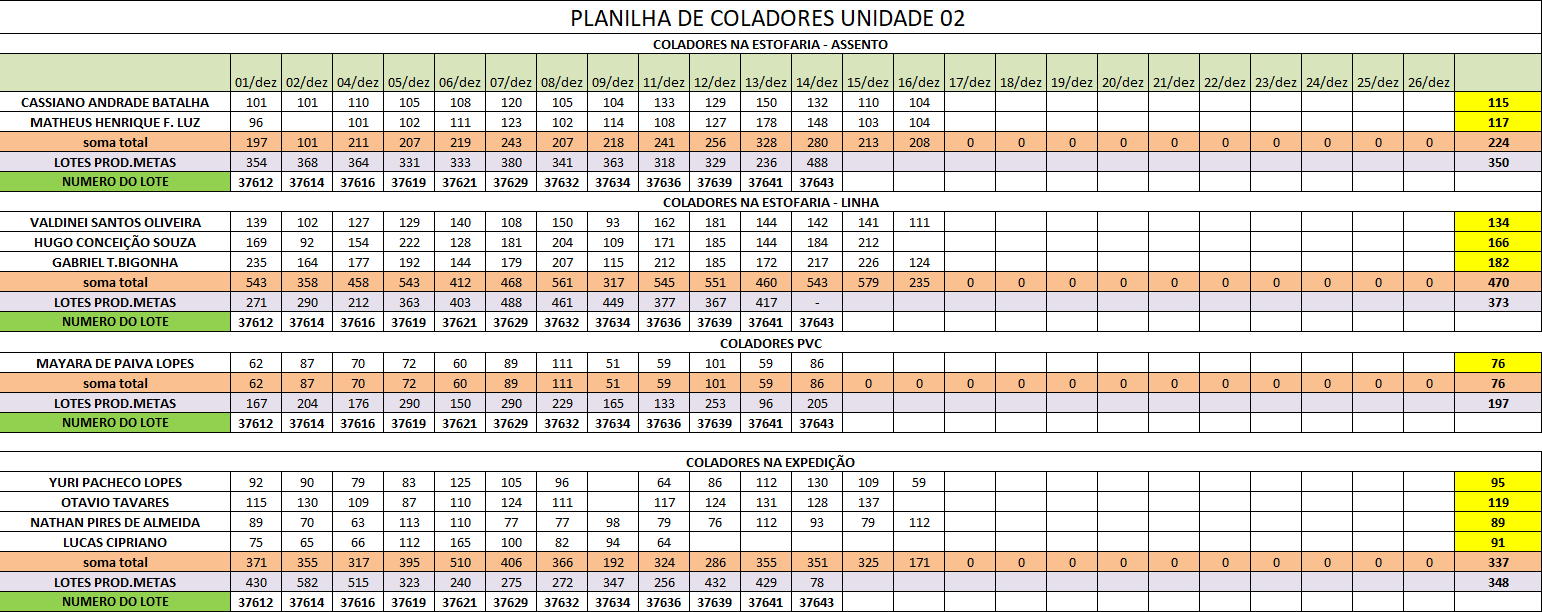 PLANILHA DE COLADORES UNIDADE 02
COLADORES NA ESTOFARIA - ASSENTO
01/dez 02/dez 04/dez 05/dez 06/dez 07/dez 08/dez 09/dez 11/dez 12/dez 13/dez 14/dez 15/dez 16/dez 17/dez 18/dez 19/dez 20/dez 21/dez 22/dez 23/dez 24/dez 25/dez 26/dez
CASSIANO ANDRADE BATALHA 101 101 110 105 108 120 105 104 133 129 150 132 110 104 115
MATHEUS HENRIQUE F. LUZ 96 101 102 111 123 102 114 108 127 178 148 103 104 117
soma total 197 101 211 207 219 243 207 218 241 256 328 280 213 208 0 0 0 0 0 0 0 0 0 0 224
LOTES PROD.METAS 354 368 364 331 333 380 341 363 318 329 236 488 350
NUMERO DO LOTE 37612 37614 37616 37619 37621 37629 37632 37634 37636 37639 37641 37643
COLADORES NA ESTOFARIA - LINHA
VALDINEI SANTOS OLIVEIRA 139 102 127 129 140 108 150 93 162 181 144 142 141 111 134
HUGO CONCEIÇÃO SOUZA 169 92 154 222 128 181 204 109 171 185 144 184 212 166
GABRIEL T.BIGONHA 235 164 177 192 144 179 207 115 212 185 172 217 226 124 182
soma total 543 358 458 543 412 468 561 317 545 551 460 543 579 235 0 0 0 0 0 0 0 0 0 0 470
LOTES PROD.METAS 271 290 212 363 403 488 461 449 377 367 417 - 373
NUMERO DO LOTE 37612 37614 37616 37619 37621 37629 37632 37634 37636 37639 37641 37643
COLADORES PVC
MAYARA DE PAIVA LOPES 62 87 70 72 60 89 111 51 59 101 59 86 76
soma total 62 87 70 72 60 89 111 51 59 101 59 86 0 0 0 0 0 0 0 0 0 0 0 0 76
LOTES PROD.METAS 167 204 176 290 150 290 229 165 133 253 96 205 197
NUMERO DO LOTE 37612 37614 37616 37619 37621 37629 37632 37634 37636 37639 37641 37643
COLADORES NA EXPEDIÇÃO
YURI PACHECO LOPES 92 90 79 83 125 105 96 64 86 112 130 109 59 95
OTAVIO TAVARES 115 130 109 87 110 124 111 117 124 131 128 137 119
NATHAN PIRES DE ALMEIDA 89 70 63 113 110 77 77 98 79 76 112 93 79 112 89
LUCAS CIPRIANO 75 65 66 112 165 100 82 94 64 91
soma total 371 355 317 395 510 406 366 192 324 286 355 351 325 171 0 0 0 0 0 0 0 0 0 0 337
LOTES PROD.METAS 430 582 515 323 240 275 272 347 256 432 429 78 348
NUMERO DO LOTE 37612 37614 37616 37619 37621 37629 37632 37634 37636 37639 37641 37643